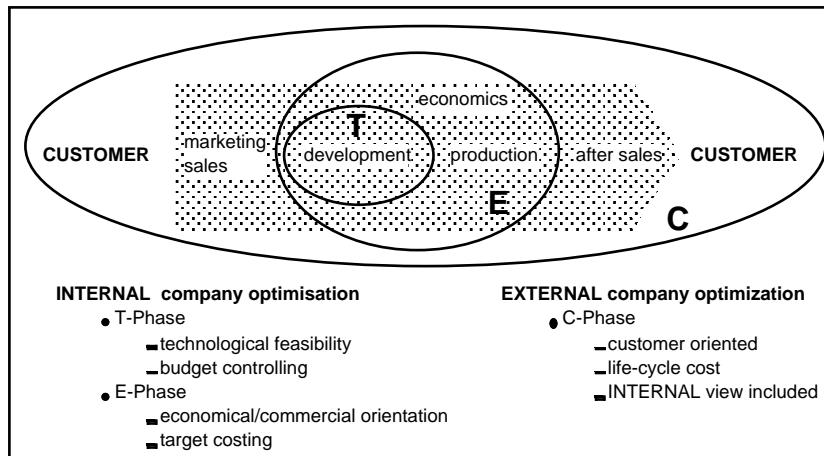 economics
T
marketing
sales
CUSTOMER
development
production
after sales
CUSTOMER
E
C
INTERNAL company optimisation
T-Phase
technological feasibility
budget controlling
E-Phase
economical/commercial orientation
target costing
EXTERNAL company optimization
C-Phase
customer oriented
life-cycle cost
INTERNAL view included